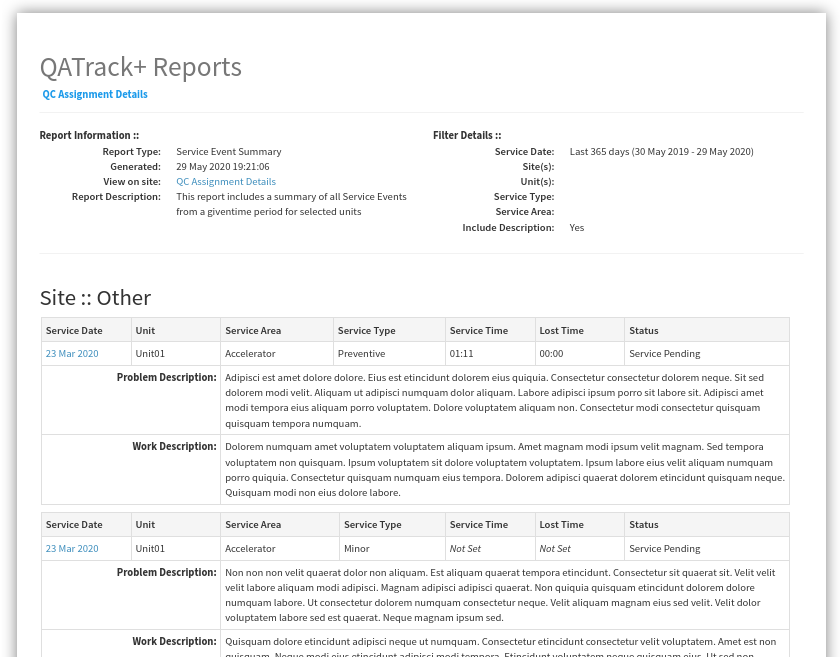 QATrack+ Reports
QC Assignment Details
Report Information ::
Report Type: Service Event Summary
Generated: 29 May 2020 19:21:06
View on site: QC Assignment Details
Report Description: This report includes a summary of all Service Events
from a giventime period for selected units
Filter Details ::
Service Date: Last 365 days (30 May 2019 - 29 May 2020)
Site(s):
Unit(s):
Service Type:
Service Area:
Include Description: Yes
Site :: Other
Service Date Unit Service Area Service Type Service Time Lost Time Status
23 Mar 2020 Unit01 Accelerator Preventive 01:11 00:00 Service Pending
Problem Description: Adipisci est amet dolore dolore. Eius est etincidunt dolorem eius quiquia. Consectetur consectetur dolorem neque. Sit sed
dolorem modi velit. Aliquam ut adipisci numquam dolor aliquam. Labore adipisci ipsum porro sit labore sit. Adipisci amet
modi tempora eius aliquam porro voluptatem. Dolore voluptatem aliquam non. Consectetur modi consectetur quisquam
quisquam tempora numquam.
Work Description: Dolorem numquam amet voluptatem voluptatem aliquam ipsum. Amet magnam modi ipsum velit magnam. Sed tempora
voluptatem non quisquam. Ipsum voluptatem sit dolore voluptatem voluptatem. Ipsum labore eius velit aliquam numquam
porro quiquia. Consectetur quisquam numquam eius tempora. Dolorem adipisci quaerat dolorem etincidunt quisquam neque.
Quisquam modi non eius dolore labore.
Service Date Unit Service Area Service Type Service Time Lost Time Status
23 Mar 2020 Unit01 Accelerator Minor Not Set Not Set Service Pending
Problem Description: Non non non velit quaerat dolor non aliquam. Est aliquam quaerat tempora etincidunt. Consectetur sit quaerat sit. Velit velit
velit labore aliquam modi adipisci. Magnam adipisci adipisci quaerat. Non quiquia quisquam etincidunt dolorem dolore
numquam labore. Ut consectetur dolorem numquam consectetur neque. Velit aliquam magnam eius sed velit. Velit dolor
voluptatem labore sed est quaerat. Neque magnam ipsum sed.
Work Description: Quisquam dolore etincidunt adipisci neque ut numquam. Consectetur etincidunt consectetur velit voluptatem. Amet est non
quisquam. Neque modi eius etincidunt modi tempora. Etincidunt voluptatem neque quisquam eius. Ut sed non